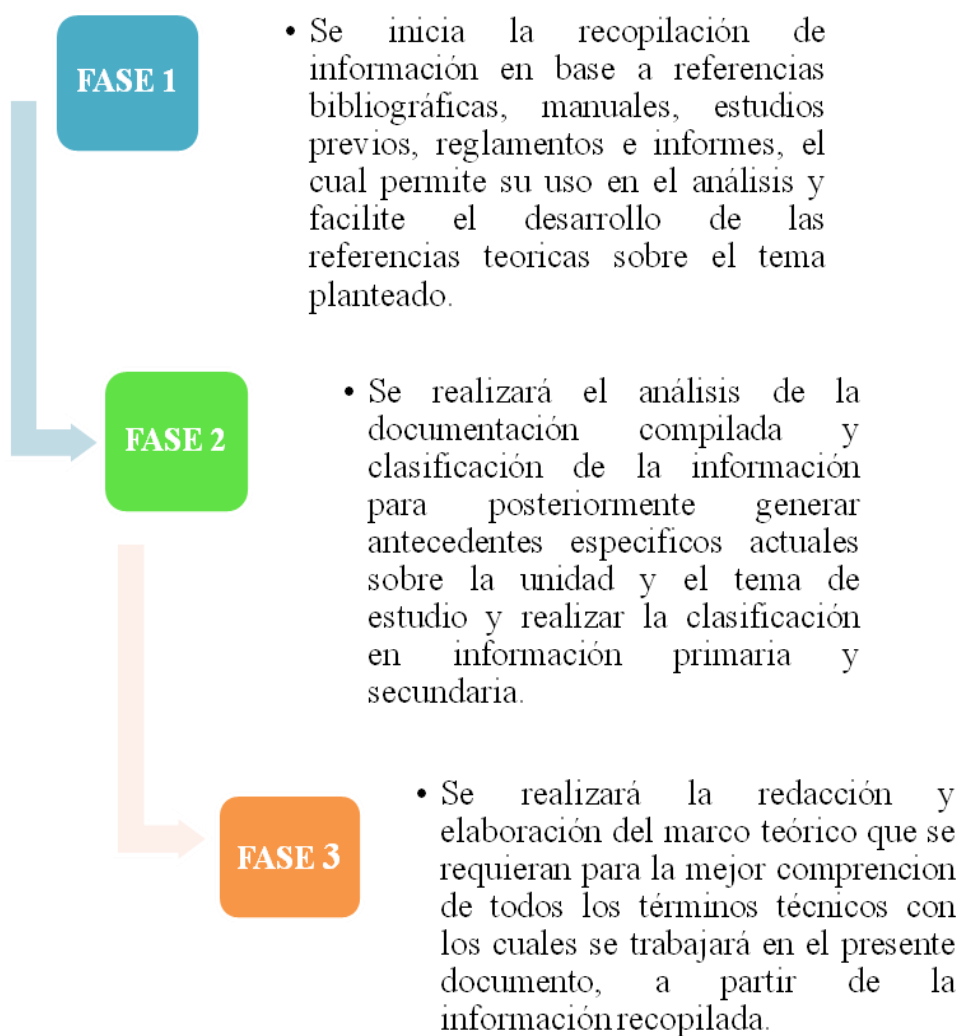 FASE 1
• Se inicia la recopilación de
información en base a referencias
bibliográficas, manuales, estudios
previos, reglamentos e informes, el
cual permite su uso en el análisis y
facilite el desarrollo de las
referencias teoricas sobre el tema
planteado.
FASE 2
• Se realizará el análisis de la
documentación compilada y
clasificación de la información
para posteriormente generar
antecedentes especificos actuales
sobre la unidad y el tema de
estudio y realizar la clasificación
en información primaria y
secundaria.
FASE 3
• Se realizará la redacción y
elaboración del marco teórico que se
requieran para la mejor comprencion
de todos los términos técnicos con
los cuales se trabajará en el presente
documento, a partir de la
información recopilada.